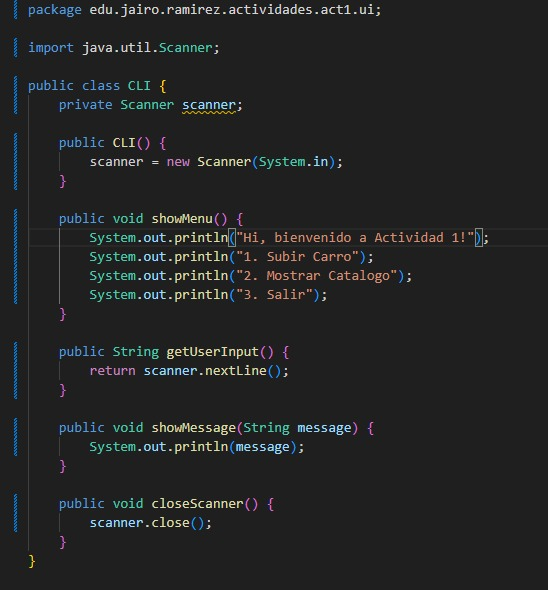 package edu.jairo.ramirez.actividades.act1.ui;
import java.util.Scanner;
public class CLI {
    private Scanner scanner;
    public CLI() {
        scanner = new Scanner(System.in);
    }
    public void showMenu() {
        System.out.println("Hi, bienvenido a Actividad 1!");
        System.out.println("1. Subir Carro");
        System.out.println("2. Mostrar Catalogo");
        System.out.println("3. Salir");
    }
    public String getUserInput() {
        return scanner.nextLine();
    }
    public void showMessage(String message) {
        System.out.println(message);
    }
    public void closeScanner() {
        scanner.close();
    }
}